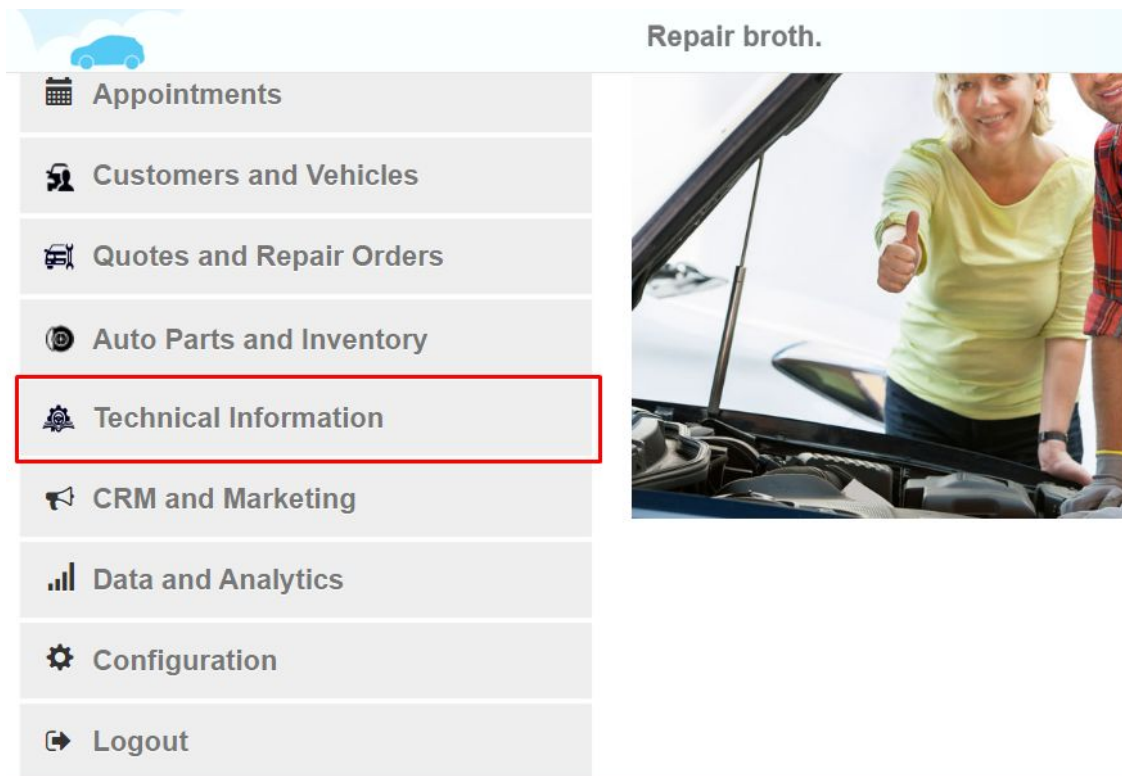 Repair broth.
Appointments
Customers and Vehicles
Quotes and Repair Orders
Auto Parts and Inventory
Technical Information
CRM and Marketing
Data and Analytics
Configuration
Logout